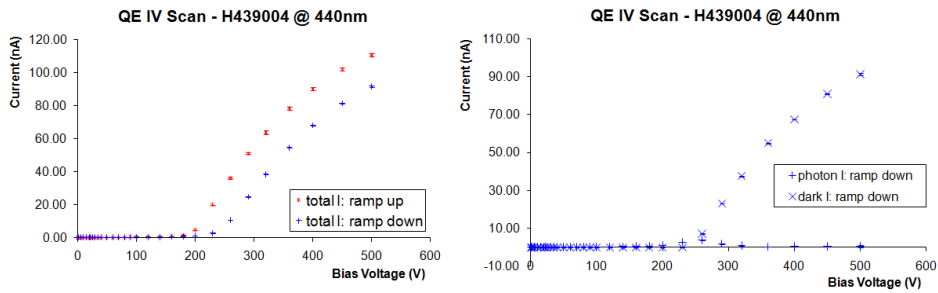 QE IV Scan - H439004 @ 440nm
Current (nA)
120.00
100.00
80.00
60.00
40.00
20.00
0.00
0 100 200 300 400 500 600
Bias Voltage (V)
total I: ramp up
total I: ramp down
QE IV Scan - H439004 @ 440nm
Current (nA)
110.00
90.00
70.00
50.00
30.00
10.00
-10.00
0 100 200 300 400 500 600
Bias Voltage (V)
photon I: ramp down
dark I: ramp down